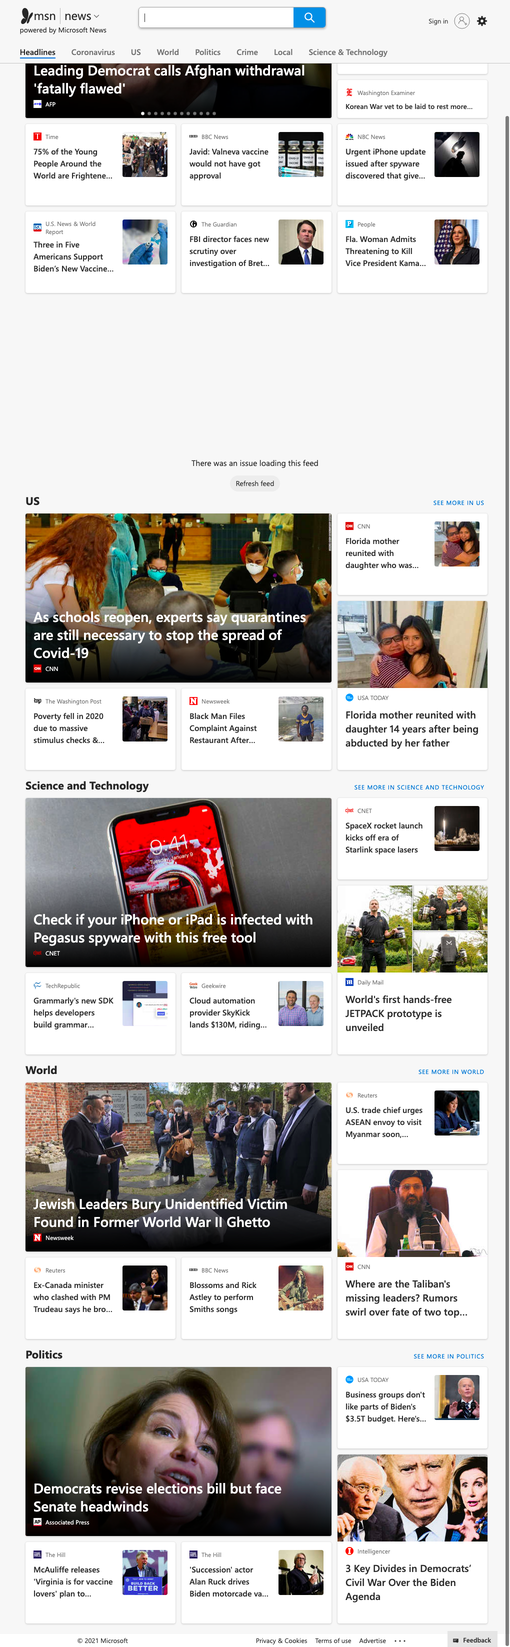 msn | news
powered by Microsoft News
Sign in
Headlines Coronavirus US World Politics Crime Local Science & Technology
Leading Democrat calls Afghan withdrawal
'fatally flawed'
AFP
Washington Examiner
Korean War vet to be laid to rest more...
Time
75% of the Young
People Around the
World are Frightene...
BBC News
Javid: Valneva vaccine
would not have got
approval
NBC News
Urgent iPhone update
issued after spyware
discovered that give...
U.S. News & World
Report
Three in Five
Americans Support
Biden's New Vaccine...
The Guardian
FBI director faces new
scrutiny over
investigation of Bret...
People
Fla. Woman Admits
Threatening to Kill
Vice President Kama...
There was an issue loading this feed
Refresh feed
US
SEE MORE IN US
As schools reopen, experts say quarantines
are still necessary to stop the spread of
Covid-19
CNN
CNN
Florida mother
reunited with
daughter who was...
The Washington Post
Poverty fell in 2020
due to massive
stimulus checks &...
Newsweek
Black Man Files
Complaint Against
Restaurant After...
USA TODAY
Florida mother reunited with
daughter 14 years after being
abducted by her father
Science and Technology
SEE MORE IN SCIENCE AND TECHNOLOGY
9:41
Check if your iPhone or iPad is infected with
Pegasus spyware with this free tool
CNET
CNET
SpaceX rocket launch
kicks off era of
Starlink space lasers
TechRepublic
Grammarly's new SDK
helps developers
build grammar...
Geekwire
Cloud automation
provider SkyKick
lands $130M, riding...
Daily Mail
World's first hands-free
JETPACK prototype is
unveiled
World
SEE MORE IN WORLD
Jewish Leaders Bury Unidentified Victim
Found in Former World War II Ghetto
Newsweek
Reuters
U.S. trade chief urges
ASEAN envoy to visit
Myanmar soon,...
Reuters
Ex-Canada minister
who clashed with PM
Trudeau says he bro...
BBC News
Blossoms and Rick
Astley to perform
Smiths songs
CNN
Where are the Taliban's
missing leaders? Rumors
swirl over fate of two top...
Politics
SEE MORE IN POLITICS
Democrats revise elections bill but face
Senate headwinds
Associated Press
USA TODAY
Business groups don't
like parts of Biden's
$3.5T budget. Here's...
The Hill
McAuliffe releases
'Virginia is for vaccine
lovers' plan to...
BUILD BACK
BETTER
The Hill
'Succession' actor
Alan Ruck drives
Biden motorcade va...
Intelligencer
3 Key Divides in Democrats'
Civil War Over the Biden
Agenda
© 2021 Microsoft
Privacy & Cookies Terms of use Advertise ...
Feedback